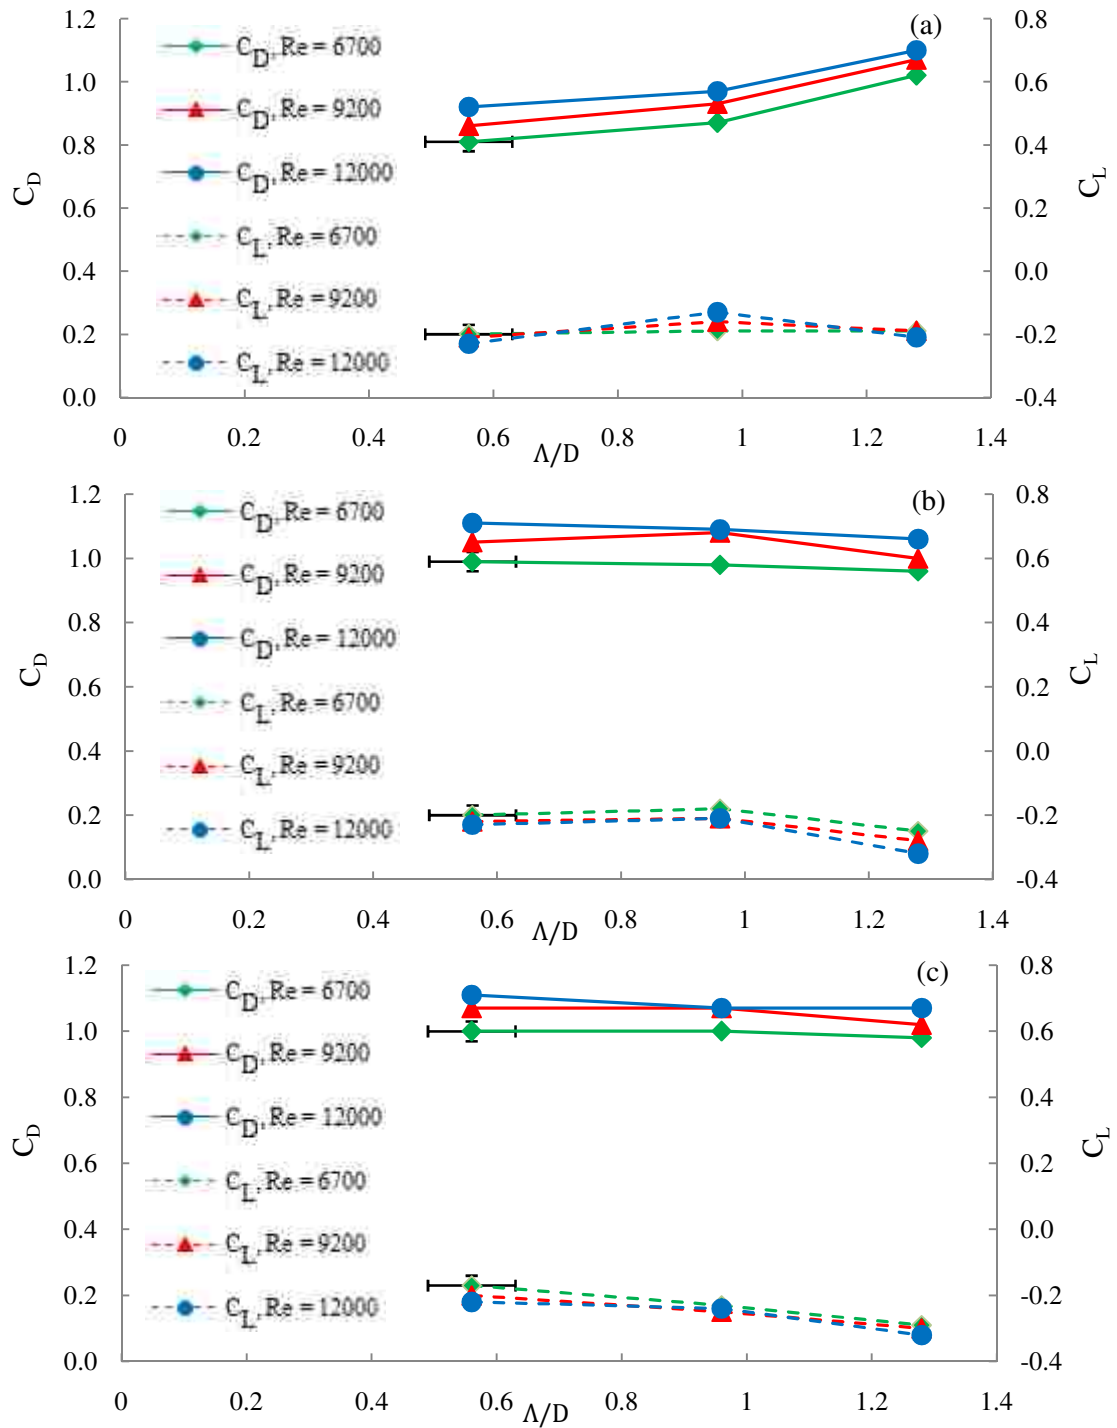 (a)
1.2
1.0
0.8
0.6
0.4
0.2
0.0
C_D
C_D, Re = 6700
C_D, Re = 9200
C_D, Re = 12000
C_L, Re = 6700
C_L, Re = 9200
C_L, Re = 12000
0.8
0.6
0.4
0.2
0.0
-0.2
-0.4
C_L
0 0.2 0.4 0.6 0.8 1 1.2 1.4
Λ/D
(b)
1.2
1.0
0.8
0.6
0.4
0.2
0.0
C_D
C_D, Re = 6700
C_D, Re = 9200
C_D, Re = 12000
C_L, Re = 6700
C_L, Re = 9200
C_L, Re = 12000
0.8
0.6
0.4
0.2
0.0
-0.2
-0.4
C_L
0 0.2 0.4 0.6 0.8 1 1.2 1.4
Λ/D
(c)
1.2
1.0
0.8
0.6
0.4
0.2
0.0
C_D
C_D, Re = 6700
C_D, Re = 9200
C_D, Re = 12000
C_L, Re = 6700
C_L, Re = 9200
C_L, Re = 12000
0.8
0.6
0.4
0.2
0.0
-0.2
-0.4
C_L
0 0.2 0.4 0.6 0.8 1 1.2 1.4
Λ/D